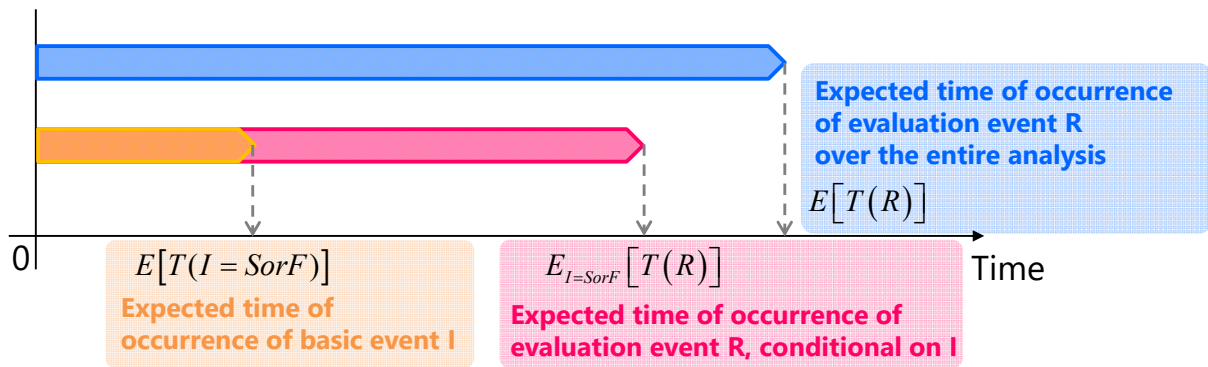 Expected time of occurrence
of evaluation event R
over the entire analysis
E[T(R)]
0
Time
E[T(I = SorF)]
Expected time of
occurrence of basic event I
E_{I=SorF}[T(R)]
Expected time of occurrence of
evaluation event R, conditional on I